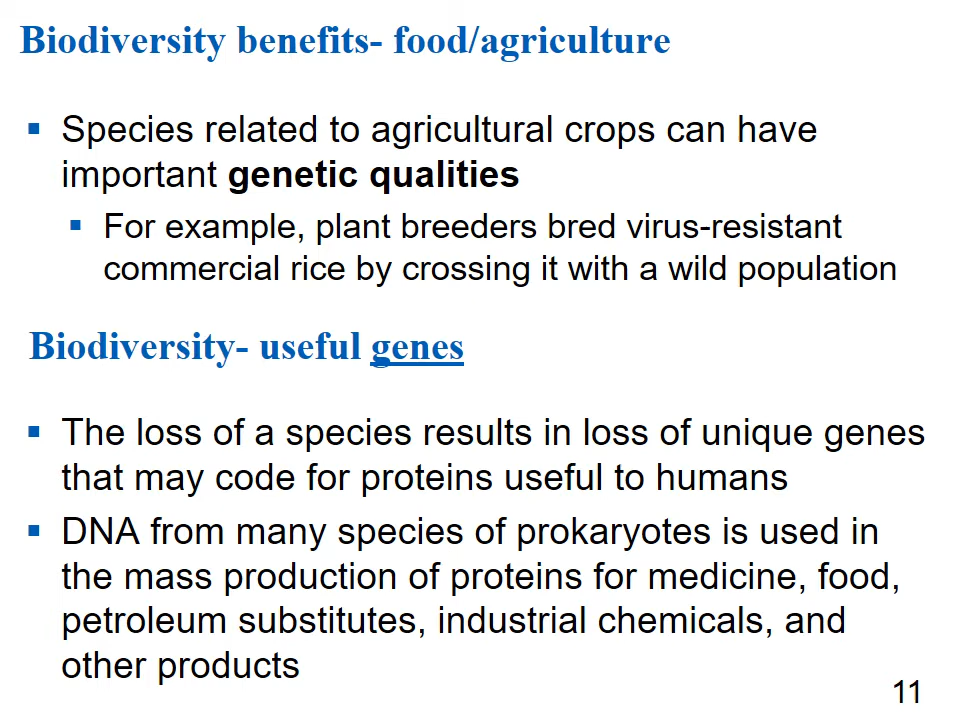 Biodiversity benefits- food/agriculture
▪ Species related to agricultural crops can have
important genetic qualities
▪ For example, plant breeders bred virus-resistant
commercial rice by crossing it with a wild population
Biodiversity- useful genes
▪ The loss of a species results in loss of unique genes
that may code for proteins useful to humans
▪ DNA from many species of prokaryotes is used in
the mass production of proteins for medicine, food,
petroleum substitutes, industrial chemicals, and
other products
11